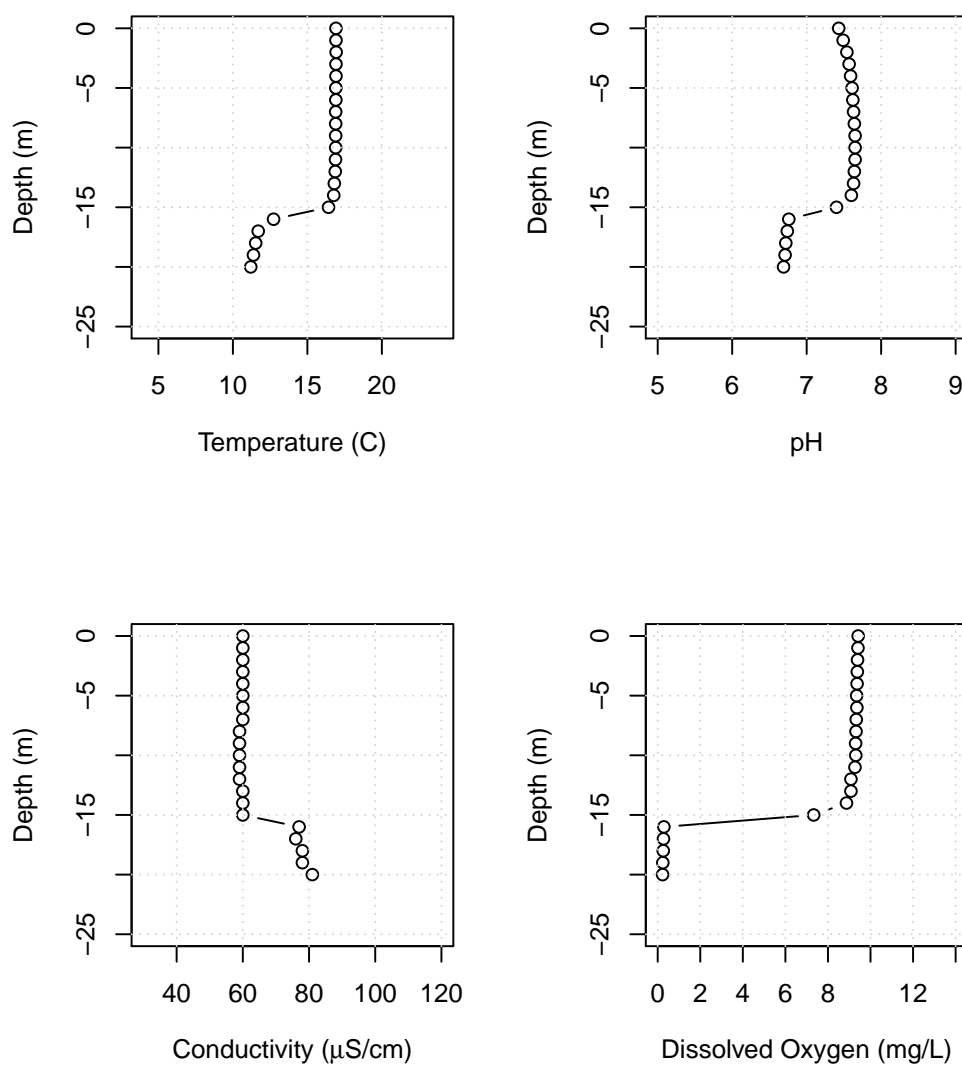 0
−5
−15
−25
Depth (m)
5 10 15 20
Temperature (C)
0
−5
−15
−25
Depth (m)
5 6 7 8 9
pH
0
−5
−15
−25
Depth (m)
40 60 80 100 120
Conductivity (μS/cm)
0
−5
−15
−25
Depth (m)
0 2 4 6 8 12
Dissolved Oxygen (mg/L)